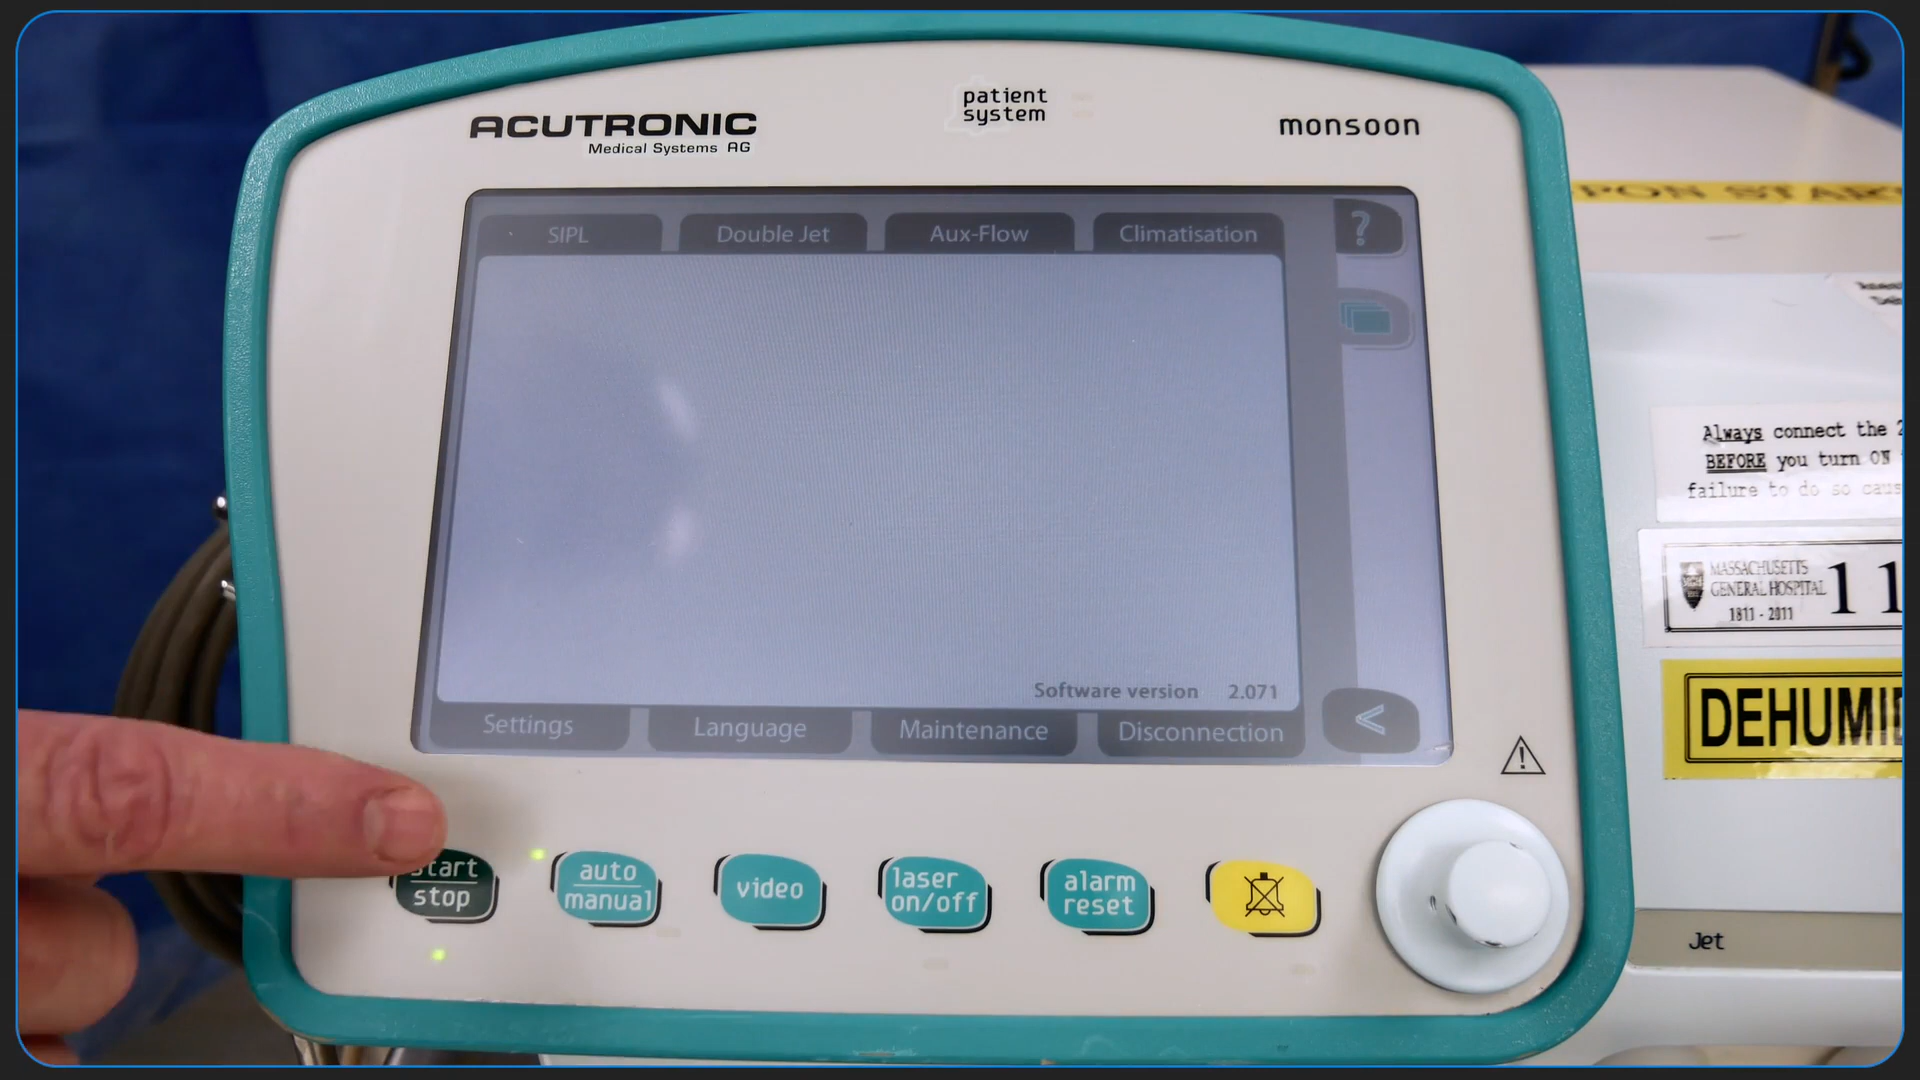 patient
system
ACUTRONIC
Medical Systems AG
monsoon
SIPL
Double Jet
Aux-Flow
Climatisation
?
Software version 2.071
Settings
Language
Maintenance
Disconnection
<
start
stop
auto
manual
video
laser
on/off
alarm
reset
Always connect the
BEFORE you turn ON
failure to do so
MASSACHUSETTS
GENERAL HOSPITAL
1811 - 2011
11
Jet